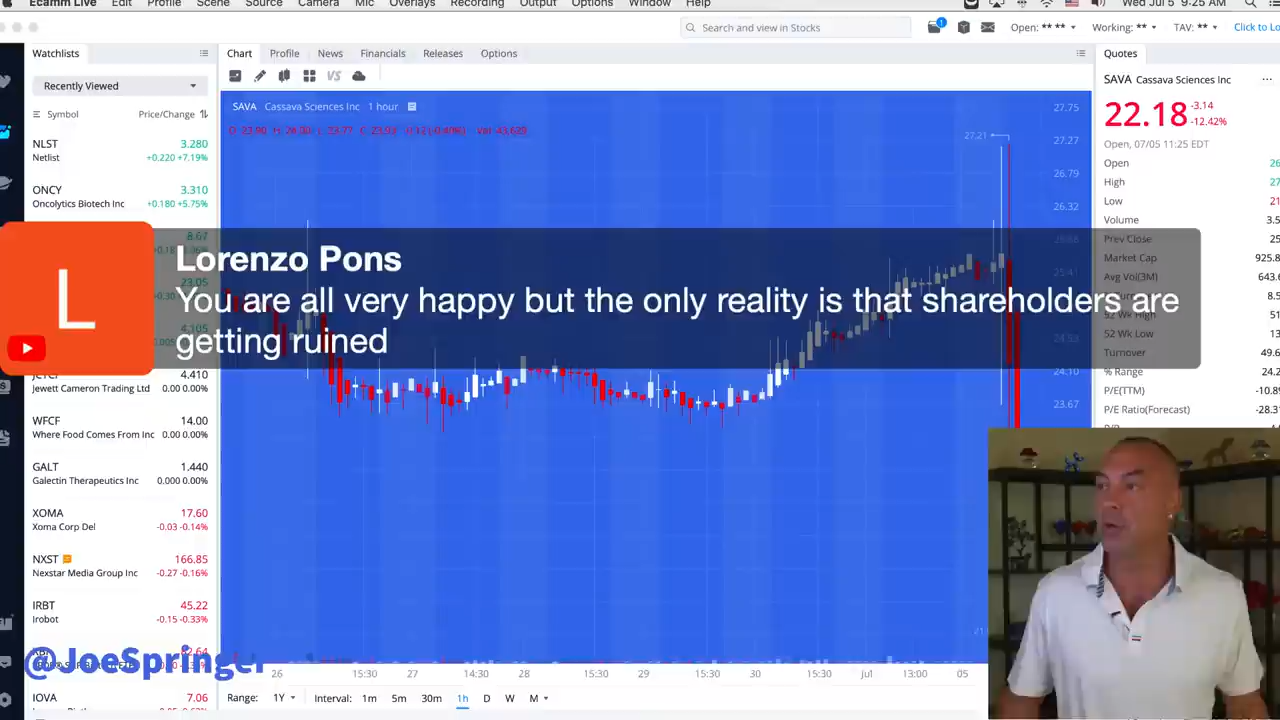 Ecamm Live Edit Profile Scene Source Camera Mic Overlays Recording Output Options Window Help
Wed Jul 5 9:25 AM
Search and view in Stocks
1
Open: ** ** Working: ** TAV: **
Watchlists
Recently Viewed
Symbol Price/Change
NLST 3.280
Netlist +0.220 +7.19%
ONCY 3.310
Oncolytics Biotech Inc +0.180 +5.75%
8.67
Jewett Cameron Trading Ltd 0.00 0.00%
4.410
WFCF 14.00
Where Food Comes From Inc 0.00 0.00%
GALT 1.440
Galectin Therapeutics Inc 0.000 0.00%
XOMA 17.60
Xoma Corp Del -0.03 -0.14%
NXST 166.85
Nexstar Media Group Inc -0.27 -0.16%
IRBT 45.22
Irobot -0.15 -0.33%
@JoeSpringer
IOVA 7.06
Chart Profile News Financials Releases Options
VS
SAVA Cassava Sciences Inc 1 hour
27.21
27.75
27.27
26.79
26.32
25.41
24.53
24.10
23.67
L
Lorenzo Pons
You are all very happy but the only reality is that shareholders are
getting ruined
26 15:30 27 14:30 28 15:30 29 15:30 30 15:30 Jul 13:00 05
Range: 1Y Interval: 1m 5m 30m 1h D W M
Quotes
SAVA Cassava Sciences Inc
22.18 -3.14
-12.42%
Open, 07/05 11:25 EDT
Open
High
Low
Volume
Prev Close
Market Cap 925.8
Avg Vol(3M) 643.
52 Wk High
52 Wk Low
Turnover 49.6
% Range 24.2
P/E(TTM) -10.8
P/E Ratio(Forecast)